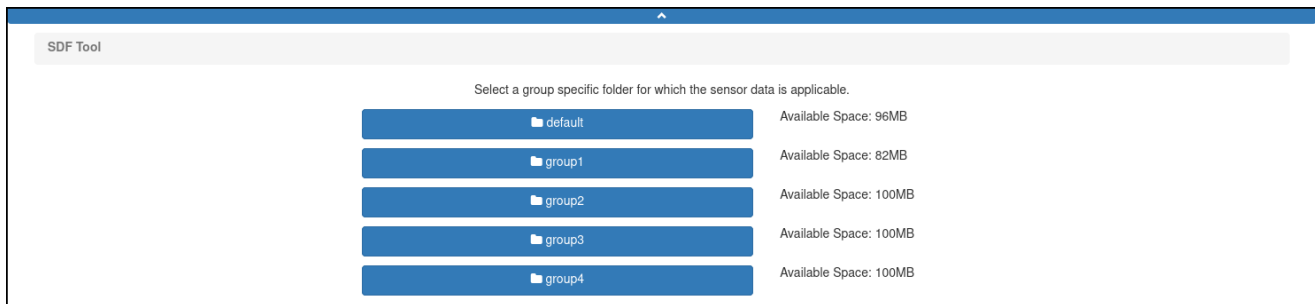 SDF Tool
Select a group specific folder for which the sensor data is applicable.
default Available Space: 96MB
group1 Available Space: 82MB
group2 Available Space: 100MB
group3 Available Space: 100MB
group4 Available Space: 100MB